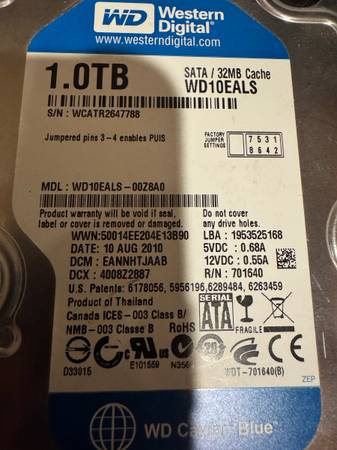 WD Western Digital®
www.westerndigital.com
1.0TB
SATA / 32MB Cache
WD10EALS
S/N : WCATR2647788
Jumpered pins 3-4 enables PUIS
FACTORY JUMPER SETTINGS
7 5 3 1
8 6 4 2
MDL : WD10EALS-00Z8A0
Product warranty will be void if seal, label or cover is removed or damaged.
Do not cover any drive holes.
WWN:50014EE204E13B90
LBA : 1953525168
DATE : 10 AUG 2010
5VDC : 0.68A
DCM : EANNHTJAAB
12VDC : 0.55A
DCX : 4008Z2887
R/N : 701640
U.S. Patents: 6178056, 5956196,6289484, 6263459
Product of Thailand
Canada ICES-003 Class B/
NMB-003 Classe B
RoHS
SERIAL ATA
FRAGILE
D33015
E101559
WDT-701640(B)
ZEP
WD Caviar Blue™